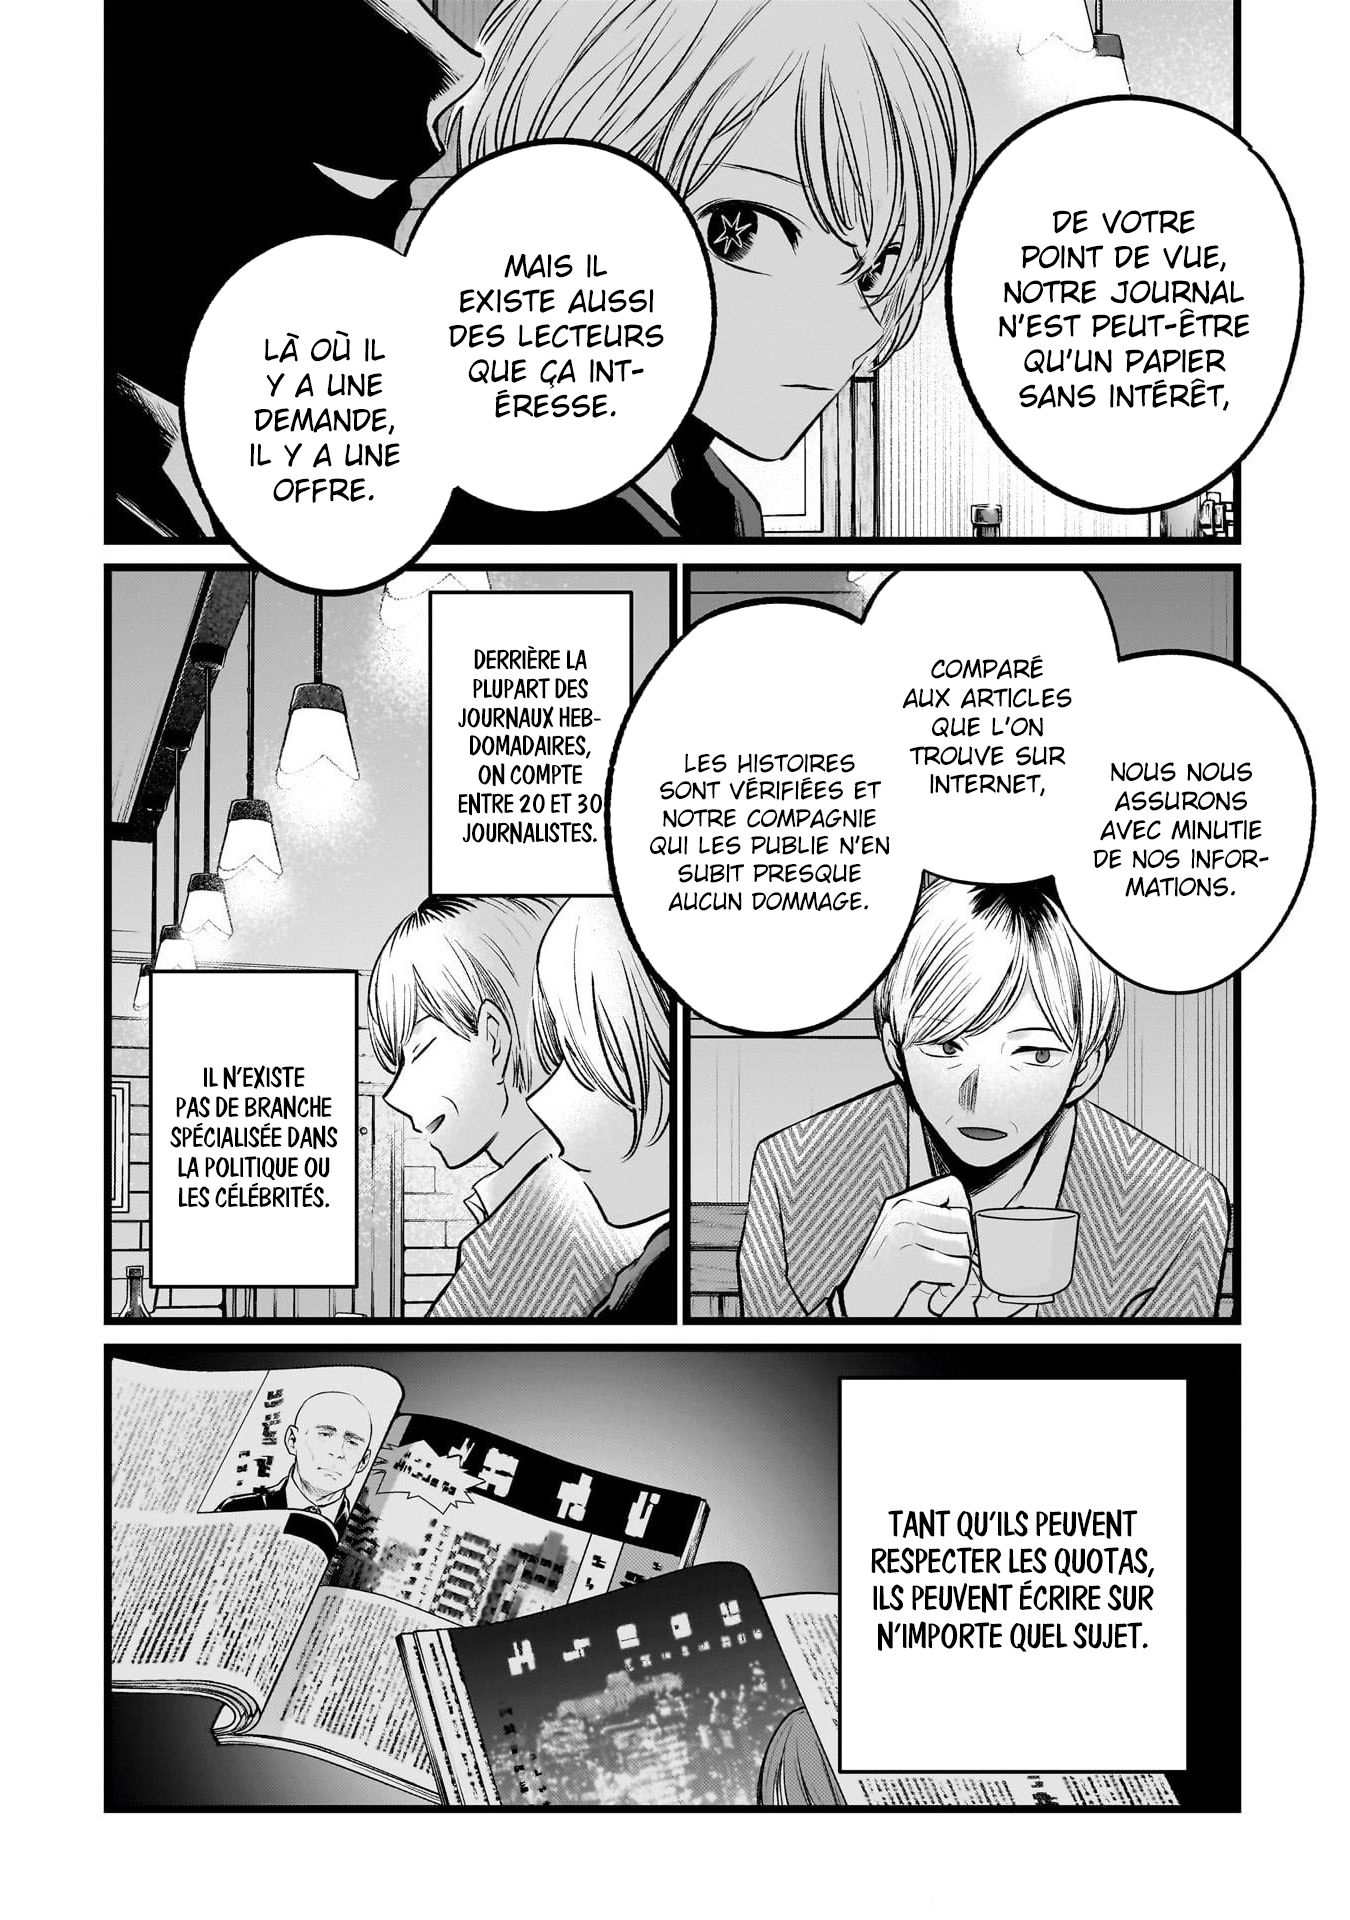 DE VOTRE
POINT DE VUE,
NOTRE JOURNAL
N'EST PEUT-ÊTRE
QU'UN PAPIER
SANS INTÉRÊT,
MAIS IL
EXISTE AUSSI
DES LECTEURS
QUE ÇA INT-
ÉRESSE.
LÀ OÙ IL
Y A UNE
DEMANDE,
IL Y A UNE
OFFRE.
NOUS NOUS
ASSURONS
AVEC MINUTIE
DE NOS INFOR-
MATIONS.
COMPARÉ
AUX ARTICLES
QUE L'ON
TROUVE SUR
INTERNET,
LES HISTOIRES
SONT VÉRIFIÉES ET
NOTRE COMPAGNIE
QUI LES PUBLIE N'EN
SUBIT PRESQUE
AUCUN DOMMAGE.
DERRIÈRE LA
PLUPART DES
JOURNAUX HEB-
DOMADAIRES,
ON COMPTE
ENTRE 20 ET 30
JOURNALISTES.
IL N'EXISTE
PAS DE BRANCHE
SPÉCIALISÉE DANS
LA POLITIQUE OU
LES CÉLÉBRITÉS.
TANT QU'ILS PEUVENT
RESPECTER LES QUOTAS,
ILS PEUVENT ÉCRIRE SUR
N'IMPORTE QUEL SUJET.